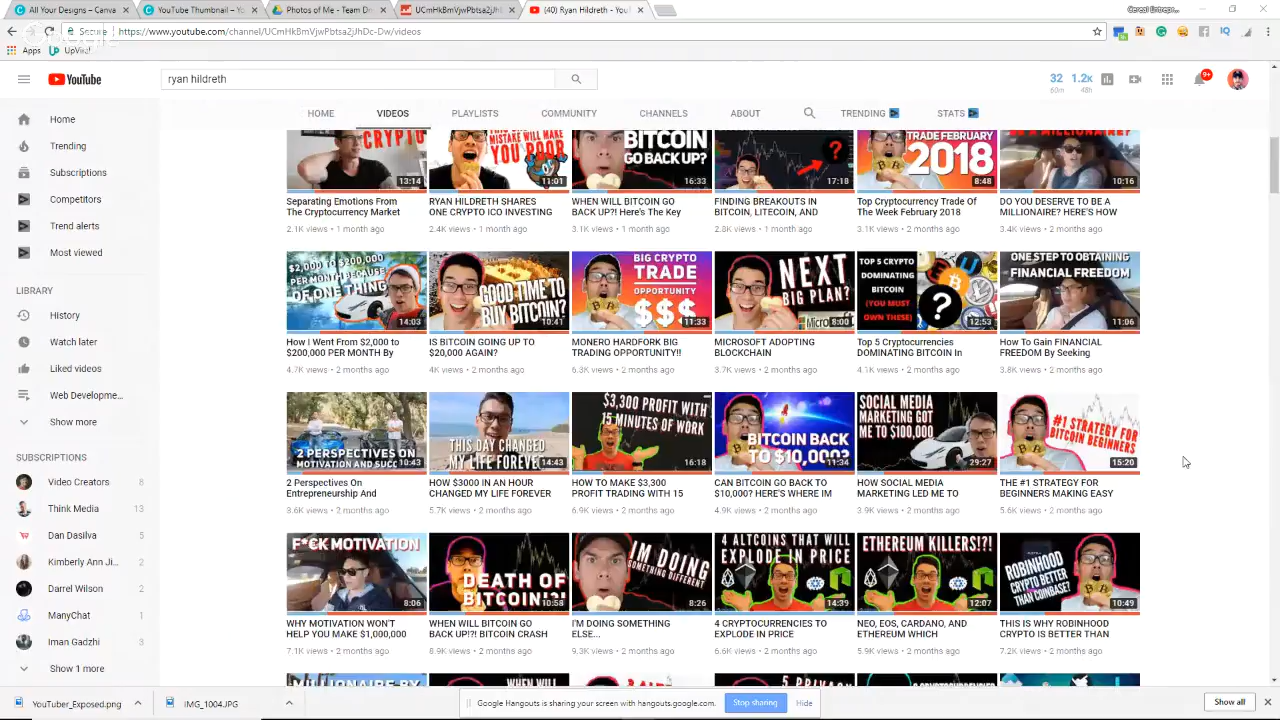 All Your Designs – Canva
YouTube Thumbnail – Yo
Photos of Me - Team Dri
UCmHkBmVjwPbtsa2jJhD
(40) Ryan Hildreth - You
Cereal Entrepr...
Secure
https://www.youtube.com/channel/UCmHkBmVjwPbtsa2jJhDc-Dw/videos
Apps
UpViral
YouTube
ryan hildreth
32
60m
1.2K
48h
9+
HOME
VIDEOS
PLAYLISTS
COMMUNITY
CHANNELS
ABOUT
TRENDING
STATS
Home
Trending
Subscriptions
Competitors
Trend alerts
Most viewed
LIBRARY
History
Watch later
Liked videos
Web Developme...
Show more
SUBSCRIPTIONS
Video Creators 8
Think Media 13
Dan Dasilva 5
Kimberly Ann Ji... 2
Darrel Wilson 2
ManyChat 1
Iman Gadzhi 3
Show 1 more
CRYPTO
13:14
MISTAKE WILL MAKE
YOU POOR
11:01
BITCOIN
GO BACK UP?
16:33
?
17:18
TRADE FEBRUARY
2018
8:48
10:16
Separating Emotions From
The Cryptocurrency Market
2.1K views • 1 month ago
RYAN HILDRETH SHARES
ONE CRYPTO ICO INVESTING
2.4K views • 1 month ago
WHEN WILL BITCOIN GO
BACK UP?! Here's The Key
3.1K views • 1 month ago
FINDING BREAKOUTS IN
BITCOIN, LITECOIN, AND
2.8K views • 1 month ago
Top Cryptocurrency Trade Of
The Week February 2018
3.1K views • 2 months ago
DO YOU DESERVE TO BE A
MILLIONAIRE? HERE'S HOW
3.4K views • 2 months ago
$2,000 TO $200,000
PER MONTH BECAUSE
OF ONE THING
14:03
GOOD TIME TO
BUY BITCOIN?
10:41
BIG CRYPTO
TRADE
OPPORTUNITY
$$$
11:33
NEXT
BIG PLAN?
Micros
8:00
TOP 5 CRYPTO
DOMINATING
BITCOIN
(YOU MUST
OWN THESE)
?
12:53
ONE STEP TO OBTAINING
FINANCIAL FREEDOM
11:06
How I Went From $2,000 to
$200,000 PER MONTH By
4.7K views • 2 months ago
IS BITCOIN GOING UP TO
$20,000 AGAIN?
4K views • 2 months ago
MONERO HARDFORK BIG
TRADING OPPORTUNITY!!
6.3K views • 2 months ago
MICROSOFT ADOPTING
BLOCKCHAIN
3.7K views • 2 months ago
Top 5 Cryptocurrencies
DOMINATING BITCOIN In
4.1K views • 2 months ago
How To Gain FINANCIAL
FREEDOM By Seeking
3.8K views • 2 months ago
2 PERSPECTIVES ON
MOTIVATION AND SUCC
10:43
THIS DAY CHANGED
MY LIFE FOREVER
14:43
$3,300 PROFIT WITH
15 MINUTES OF WORK
16:18
BITCOIN BACK
TO $10,000?
11:34
SOCIAL MEDIA
MARKETING GOT
ME TO $100,000
29:27
#1 STRATEGY FOR
BITCOIN BEGINNERS
15:20
2 Perspectives On
Entrepreneurship And
3.6K views • 2 months ago
HOW $3000 IN AN HOUR
CHANGED MY LIFE FOREVER
5.7K views • 2 months ago
HOW TO MAKE $3,300
PROFIT TRADING WITH 15
6.9K views • 2 months ago
CAN BITCOIN GO BACK TO
$10,000? HERE'S WHERE IM
4.9K views • 2 months ago
HOW SOCIAL MEDIA
MARKETING LED ME TO
3.9K views • 2 months ago
THE #1 STRATEGY FOR
BEGINNERS MAKING EASY
5.6K views • 2 months ago
F*€K MOTIVATION
8:06
DEATH OF
BITCOIN?!
10:58
I'M DOING
SOMETHING
DIFFERENT
8:26
4 ALTCOINS THAT WILL
EXPLODE IN PRICE
14:39
ETHEREUM KILLERS!?!
12:07
ROBINHOOD
CRYPTO BETTER
THAN COINBASE?
10:49
WHY MOTIVATION WON'T
HELP YOU MAKE $1,000,000
7.1K views • 2 months ago
WHEN WILL BITCOIN GO
BACK UP!?! BITCOIN CRASH
8.9K views • 2 months ago
I'M DOING SOMETHING
ELSE...
9.3K views • 2 months ago
4 CRYPTOCURRENCIES TO
EXPLODE IN PRICE
6.6K views • 2 months ago
NEO, EOS, CARDANO, AND
ETHEREUM WHICH
5.9K views • 2 months ago
THIS IS WHY ROBINHOOD
CRYPTO IS BETTER THAN
7.2K views • 2 months ago
MILLIONAIRE BY
WHEN WILL
5 PRIVACY
IMG_1009.JPG
Google Hangouts is sharing your screen with hangouts.google.com.
Stop sharing
Hide
Show all